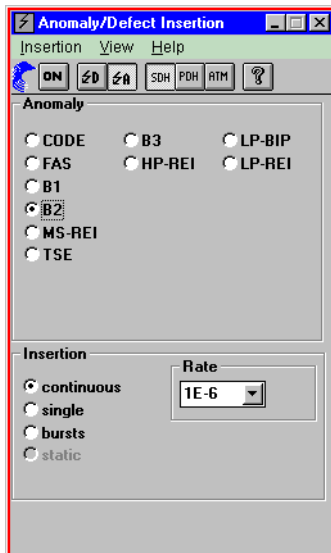 Anomaly/Defect Insertion
Insertion View Help
ON D A SDH PDH ATM ?
Anomaly
CODE B3 LP-BIP
FAS HP-REI LP-REI
B1
B2
MS-REI
TSE
Insertion
Rate
continuous
1E-6
single
bursts
static